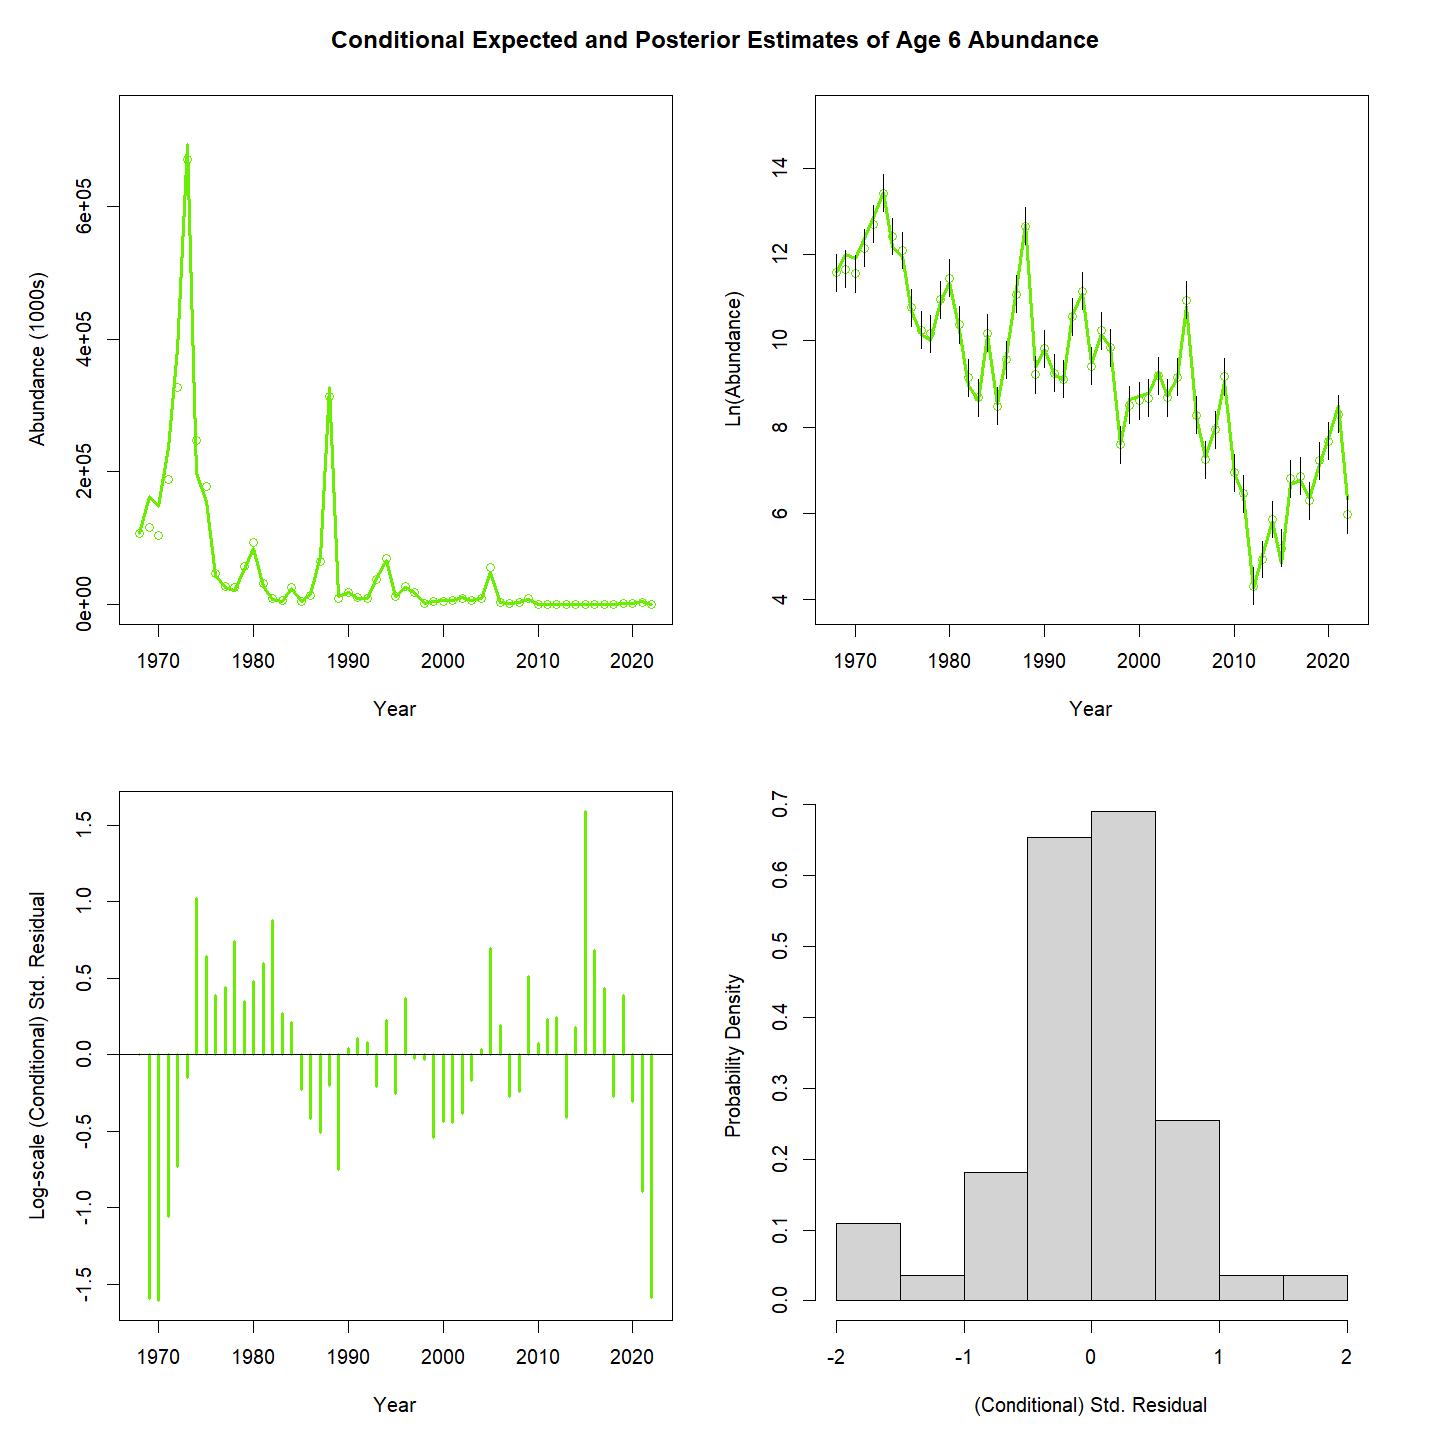 Conditional Expected and Posterior Estimates of Age 6 Abundance
Abundance (1000s)
0e+00 2e+05 4e+05 6e+05
1970 1980 1990 2000 2010 2020
Year
Ln(Abundance)
4 6 8 10 12 14
1970 1980 1990 2000 2010 2020
Year
Log-scale (Conditional) Std. Residual
-1.5 -1.0 -0.5 0.0 0.5 1.0 1.5
1970 1980 1990 2000 2010 2020
Year
Probability Density
0.0 0.1 0.2 0.3 0.4 0.5 0.6 0.7
-2 -1 0 1 2
(Conditional) Std. Residual